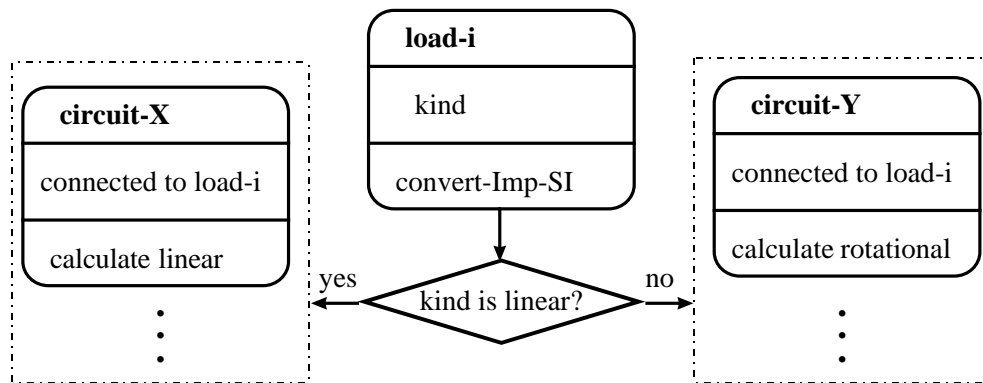 load-i
kind
convert-Imp-SI
circuit-X
connected to load-i
calculate linear
circuit-Y
connected to load-i
calculate rotational
yes
kind is linear?
no